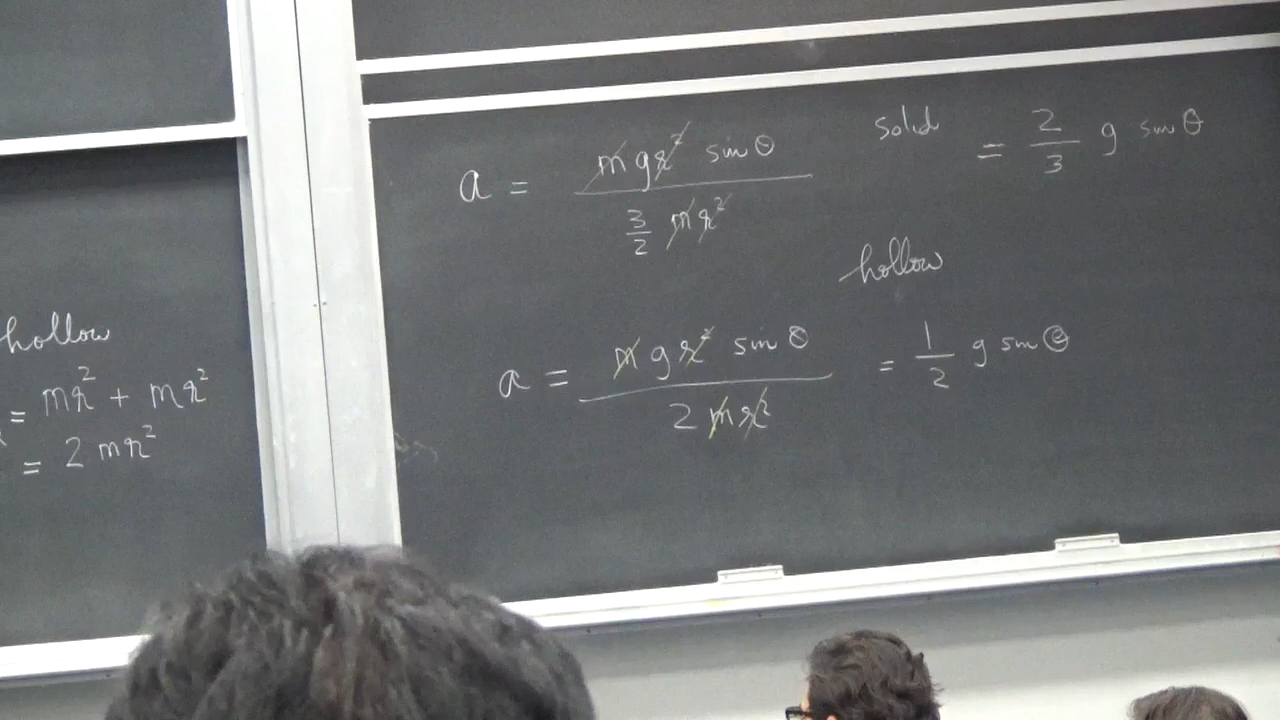 hollow
= mr² + mr²
= 2 mr²
a = mgr² sin θ / 3/2 mr² solid = 2/3 g sin θ
hollow
a = mgr² sin θ / 2 mr² = 1/2 g sin θ